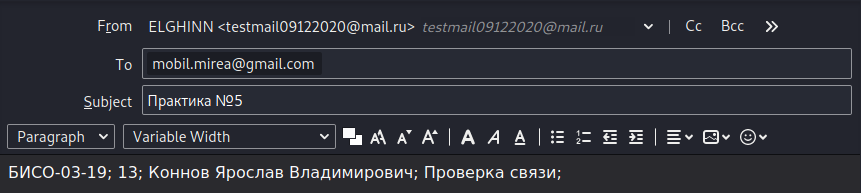 From ELGHINN <testmail09122020@mail.ru> testmail09122020@mail.ru Cc Bcc
To mobil.mirea@gmail.com
Subject Практика №5
Paragraph Variable Width
БИСО-03-19; 13; Коннов Ярослав Владимирович; Проверка связи;